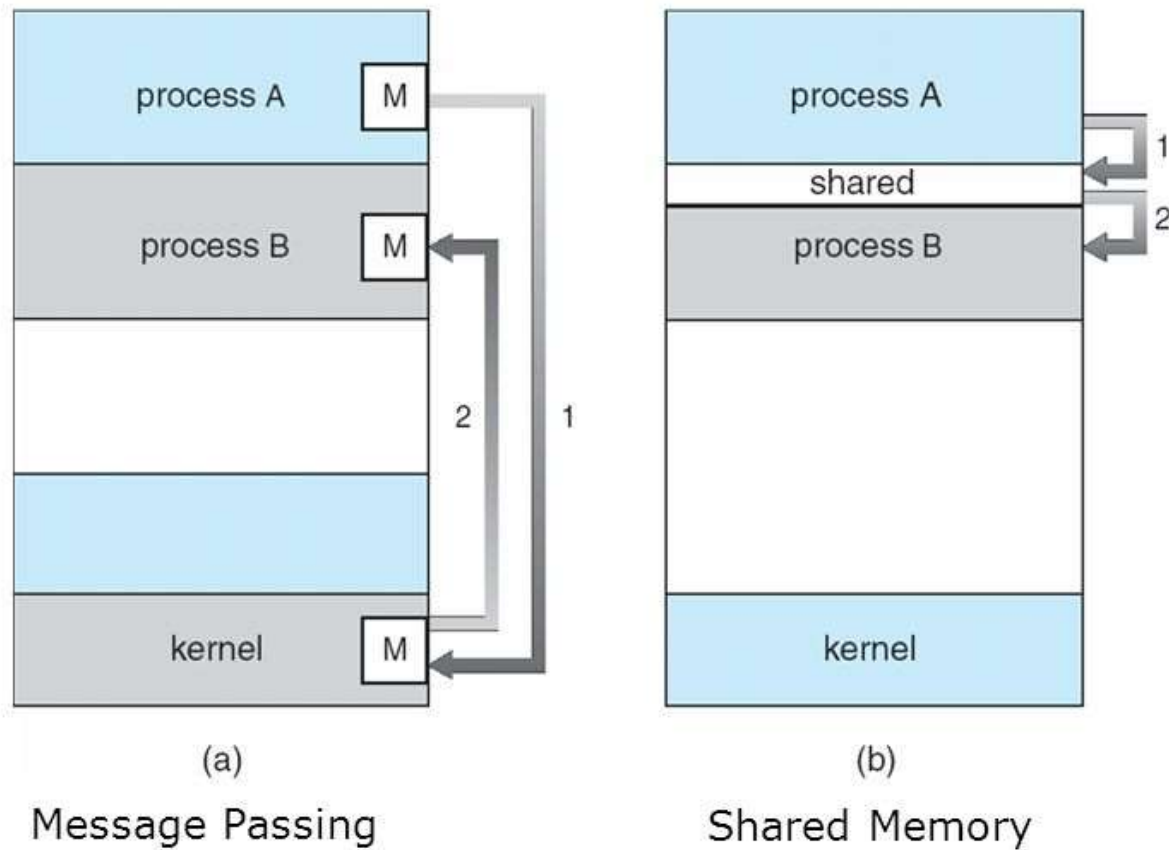 process A
M
process B
M
2
1
kernel
M
(a)
Message Passing
process A
1
shared
2
process B
kernel
(b)
Shared Memory